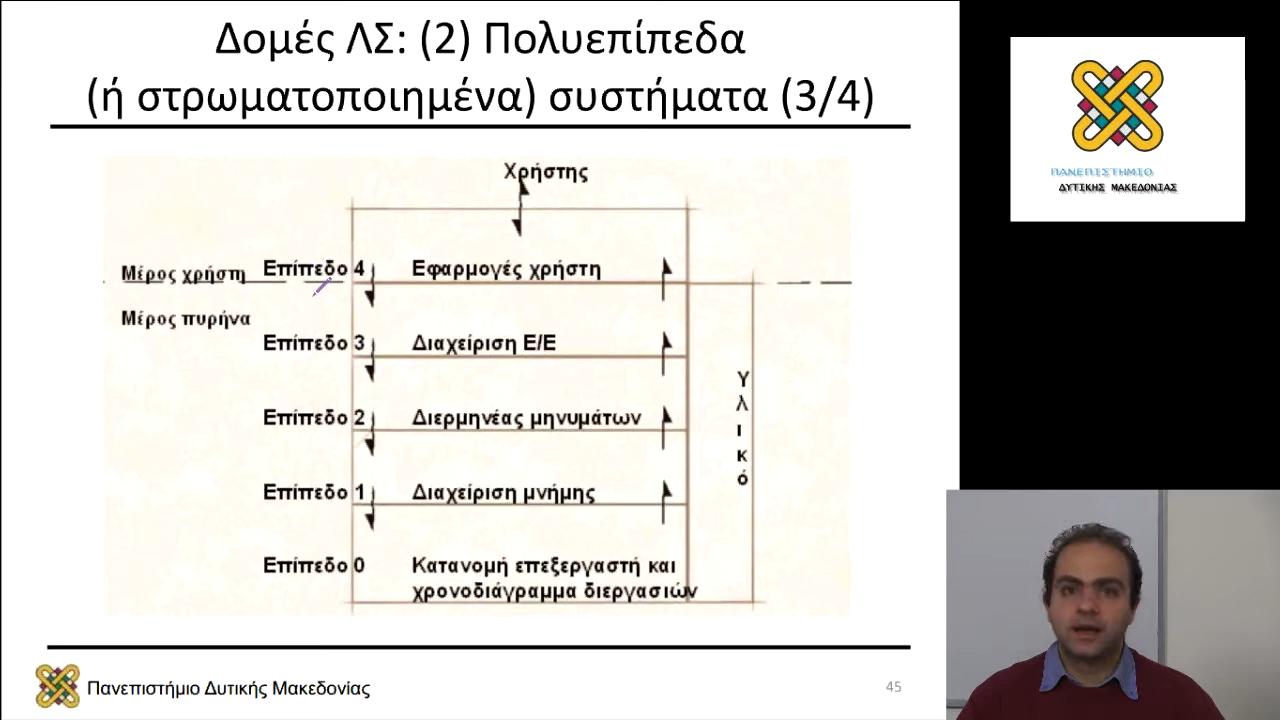 Δομές ΛΣ: (2) Πολυεπίπεδα
(ή στρωματοποιημένα) συστήματα (3/4)
Χρήστης
Μέρος χρήστη
Επίπεδο 4
Εφαρμογές χρήστη
Μέρος πυρήνα
Επίπεδο 3
Διαχείριση Ε/Ε
Επίπεδο 2
Διερμηνέας μηνυμάτων
Επίπεδο 1
Διαχείριση μνήμης
Επίπεδο 0
Κατανομή επεξεργαστή και
χρονοδιάγραμμα διεργασιών
Υλικό
Πανεπιστήμιο Δυτικής Μακεδονίας
45
ΠΑΝΕΠΙΣΤΗΜΙΟ
ΔΥΤΙΚΗΣ ΜΑΚΕΔΟΝΙΑΣ